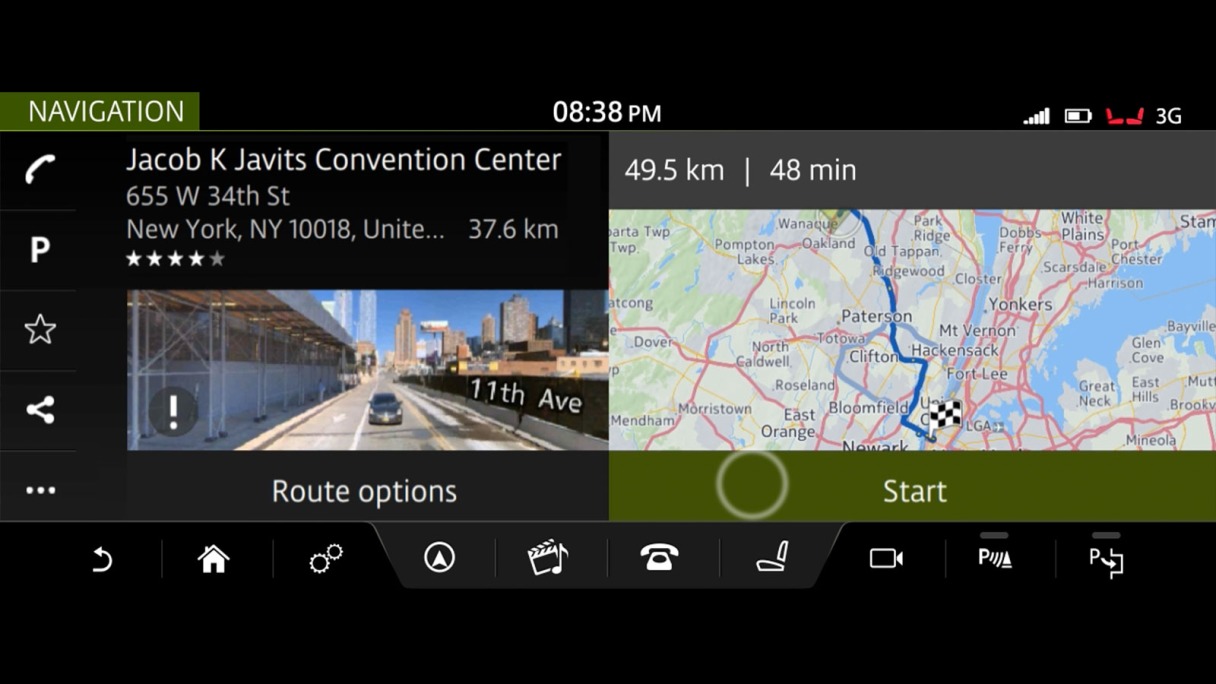 NAVIGATION
08:38 PM
3G
Jacob K Javits Convention Center
655 W 34th St
New York, NY 10018, Unite... 37.6 km
P
11th Ave
Route options
49.5 km | 48 min
Wanaque
Oakland
Park
Ridge
Dobbs
Ferry
White
Plains
Stam
parta Twp
Twp.
Pompton
Lakes.
Old Tappan
Ridgewood
Port
Chester
Scarsdale
Harrison
Closter
atcong
Lincoln
Park
Paterson
Yonkers
Totowa
Mt Vernon
Bayville
Dover
North
Caldwell
Clifton
Hackensack
Glen
Cove
Fort Lee
Roseland
Great
Neck
East
Hills
Mutt
Morristown
Bloomfield
Brookv
Mendham
East
Orange
LGA
Mineola
Newark
Start
P
P